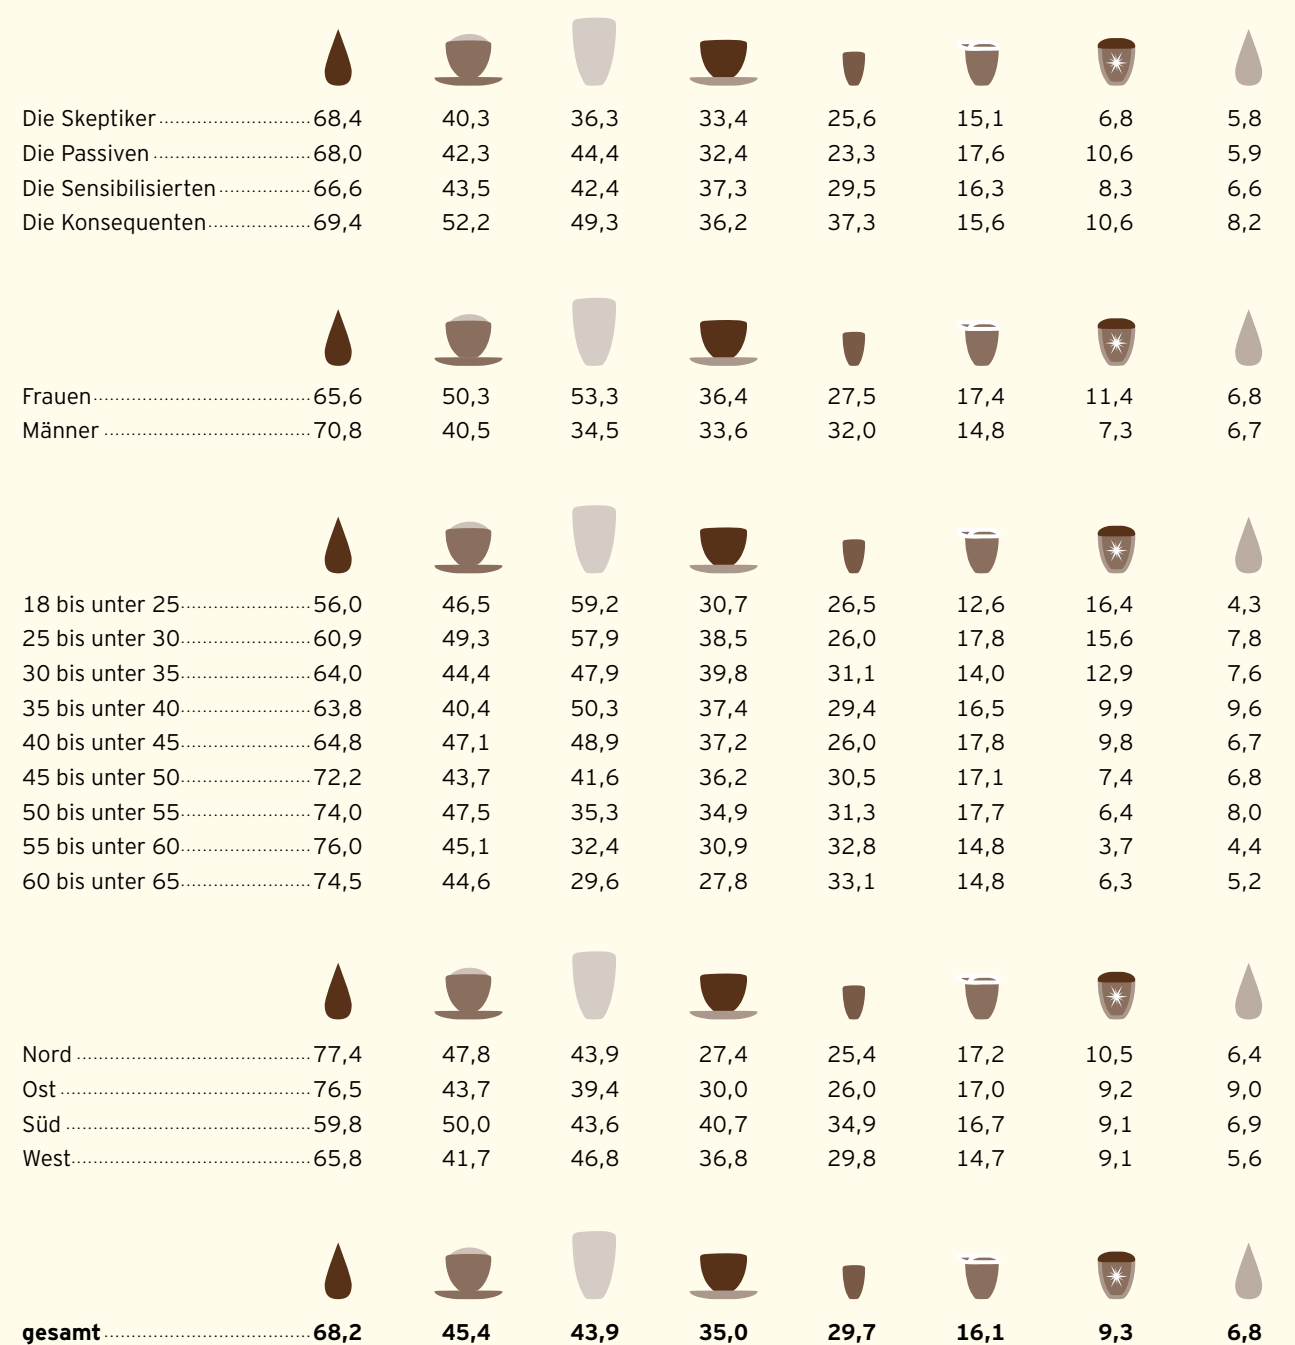 Die Skeptiker 68,4 40,3 36,3 33,4 25,6 15,1 6,8 5,8
Die Passiven 68,0 42,3 44,4 32,4 23,3 17,6 10,6 5,9
Die Sensibilisierten 66,6 43,5 42,4 37,3 29,5 16,3 8,3 6,6
Die Konsequenten 69,4 52,2 49,3 36,2 37,3 15,6 10,6 8,2
Frauen 65,6 50,3 53,3 36,4 27,5 17,4 11,4 6,8
Männer 70,8 40,5 34,5 33,6 32,0 14,8 7,3 6,7
18 bis unter 25 56,0 46,5 59,2 30,7 26,5 12,6 16,4 4,3
25 bis unter 30 60,9 49,3 57,9 38,5 26,0 17,8 15,6 7,8
30 bis unter 35 64,0 44,4 47,9 39,8 31,1 14,0 12,9 7,6
35 bis unter 40 63,8 40,4 50,3 37,4 29,4 16,5 9,9 9,6
40 bis unter 45 64,8 47,1 48,9 37,2 26,0 17,8 9,8 6,7
45 bis unter 50 72,2 43,7 41,6 36,2 30,5 17,1 7,4 6,8
50 bis unter 55 74,0 47,5 35,3 34,9 31,3 17,7 6,4 8,0
55 bis unter 60 76,0 45,1 32,4 30,9 32,8 14,8 3,7 4,4
60 bis unter 65 74,5 44,6 29,6 27,8 33,1 14,8 6,3 5,2
Nord 77,4 47,8 43,9 27,4 25,4 17,2 10,5 6,4
Ost 76,5 43,7 39,4 30,0 26,0 17,0 9,2 9,0
Süd 59,8 50,0 43,6 40,7 34,9 16,7 9,1 6,9
West 65,8 41,7 46,8 36,8 29,8 14,7 9,1 5,6
gesamt 68,2 45,4 43,9 35,0 29,7 16,1 9,3 6,8